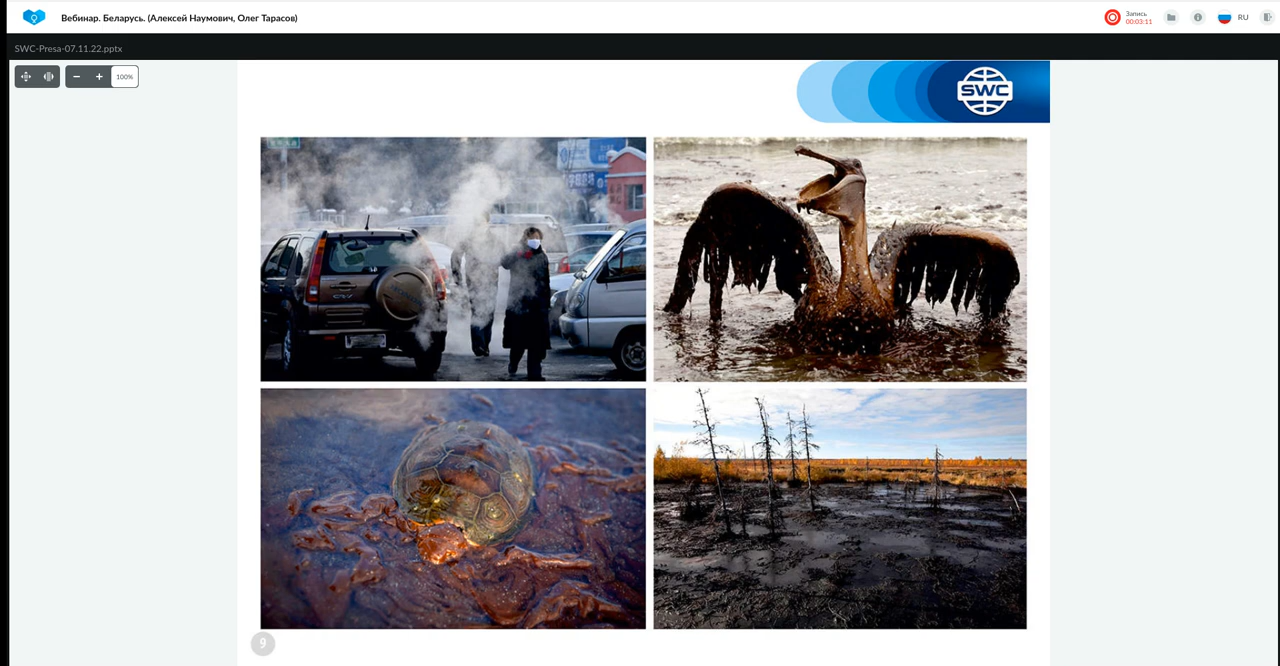 Вебинар. Беларусь. (Алексей Наумович, Олег Тарасов)
Запись
00:03:11
RU
SWC-Presa-07.11.22.pptx
100%
SWC
9